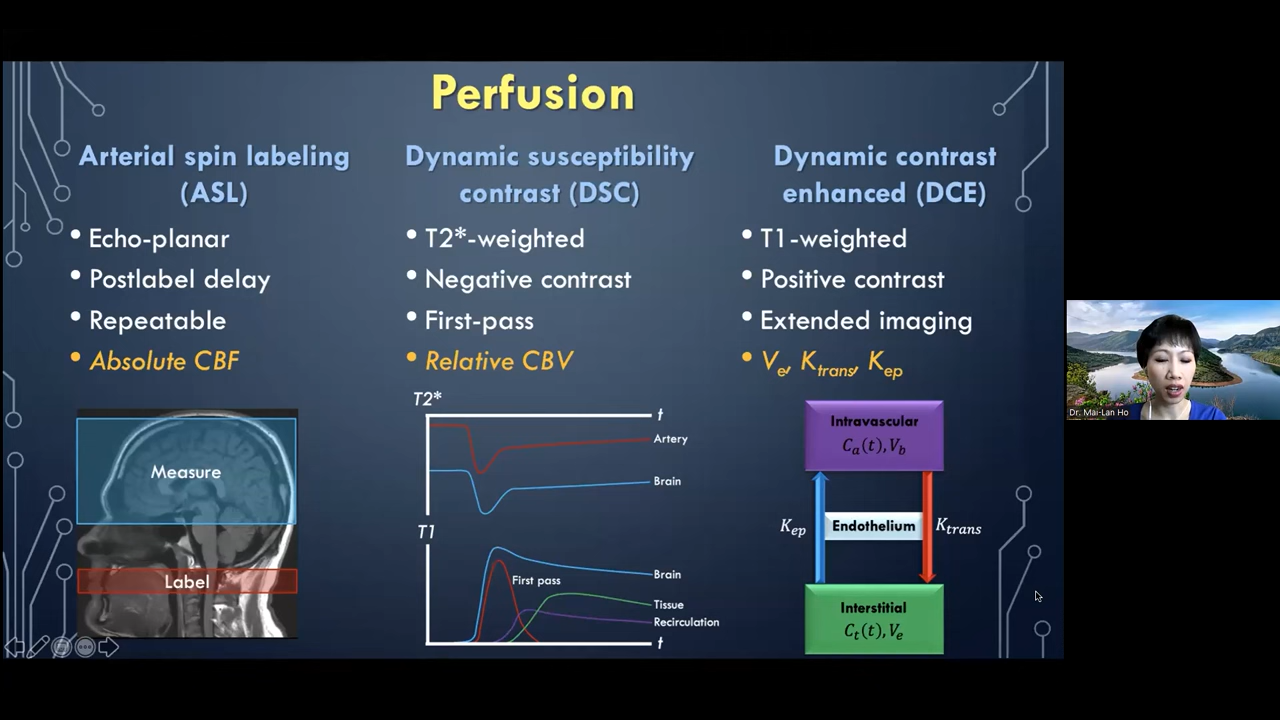 Perfusion
Arterial spin labeling
(ASL)
• Echo-planar
• Postlabel delay
• Repeatable
• Absolute CBF
Measure
Label
Dynamic susceptibility
contrast (DSC)
• T2*-weighted
• Negative contrast
• First-pass
• Relative CBV
T2*
t
Artery
Brain
T1
First pass
Brain
Tissue
Recirculation
t
Dynamic contrast
enhanced (DCE)
• T1-weighted
• Positive contrast
• Extended imaging
• Ve, Ktrans, Kep
Intravascular
Ca(t), Vb
Kep
Endothelium
Ktrans
Interstitial
Ct(t), Ve
Dr. Mai-Lan Ho